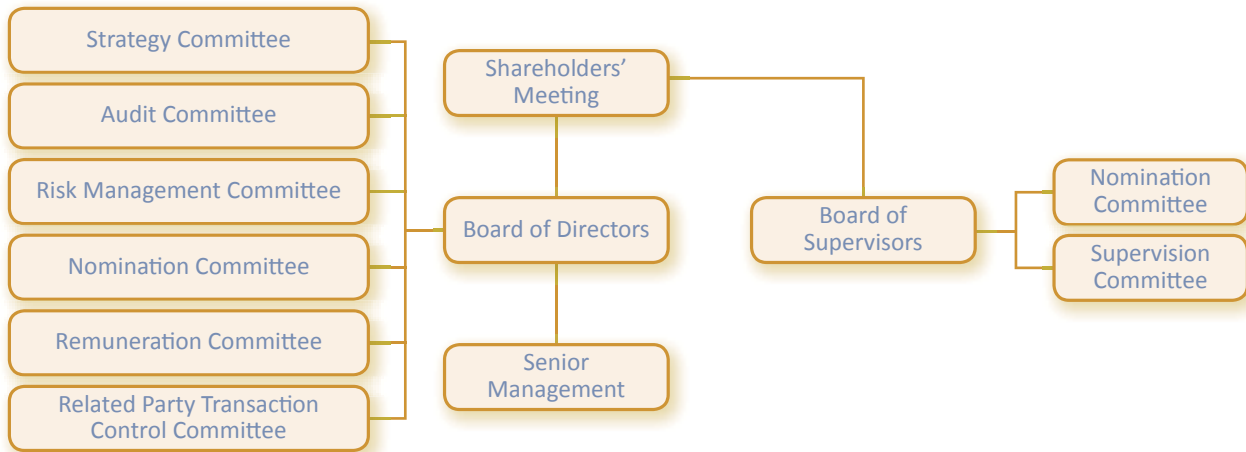 Strategy Committee
Audit Committee
Risk Management Committee
Nomination Committee
Remuneration Committee
Related Party Transaction
Control Committee
Shareholders’
Meeting
Board of Directors
Senior
Management
Board of
Supervisors
Nomination
Committee
Supervision
Committee